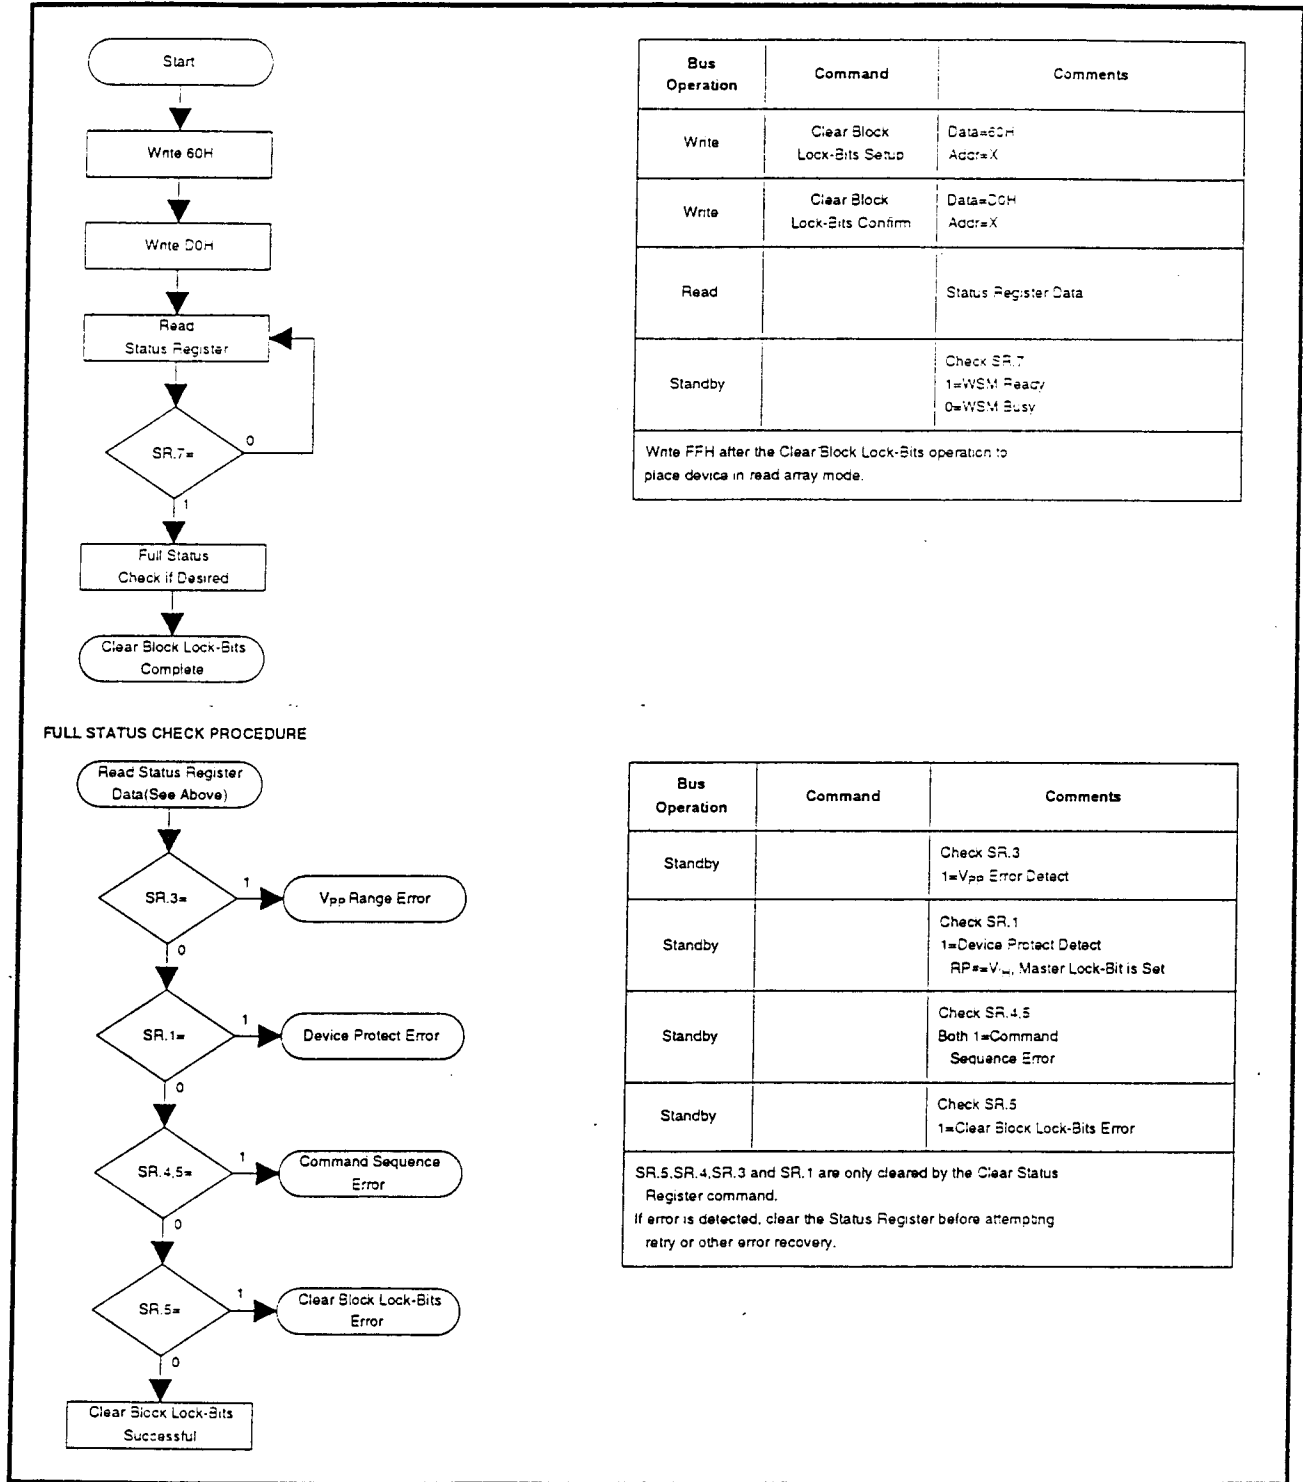 Start
Write 60H
Write D0H
Read
Status Register
SR.7=
0
1
Full Status
Check if Desired
Clear Block Lock-Bits
Complete
Bus
Operation
Command
Comments
Write
Clear Block
Lock-Bits Setup
Data=60H
Addr=X
Write
Clear Block
Lock-Bits Confirm
Data=D0H
Addr=X
Read
Status Register Data
Standby
Check SR.7
1=WSM Ready
0=WSM Busy
Write FFH after the Clear Block Lock-Bits operation to
place device in read array mode.
FULL STATUS CHECK PROCEDURE
Read Status Register
Data(See Above)
SR.3=
1
VPP Range Error
0
SR.1=
1
Device Protect Error
0
SR.4,5=
1
Command Sequence
Error
0
SR.5=
1
Clear Block Lock-Bits
Error
0
Clear Block Lock-Bits
Successful
Bus
Operation
Command
Comments
Standby
Check SR.3
1=VPP Error Detect
Standby
Check SR.1
1=Device Protect Detect
Master Lock-Bit is Set
Standby
Check SR.4,5
Both 1=Command
Sequence Error
Standby
Check SR.5
1=Clear Block Lock-Bits Error
SR.5,SR.4,SR.3 and SR.1 are only cleared by the Clear Status
Register command.
If error is detected, clear the Status Register before attempting
retry or other error recovery.